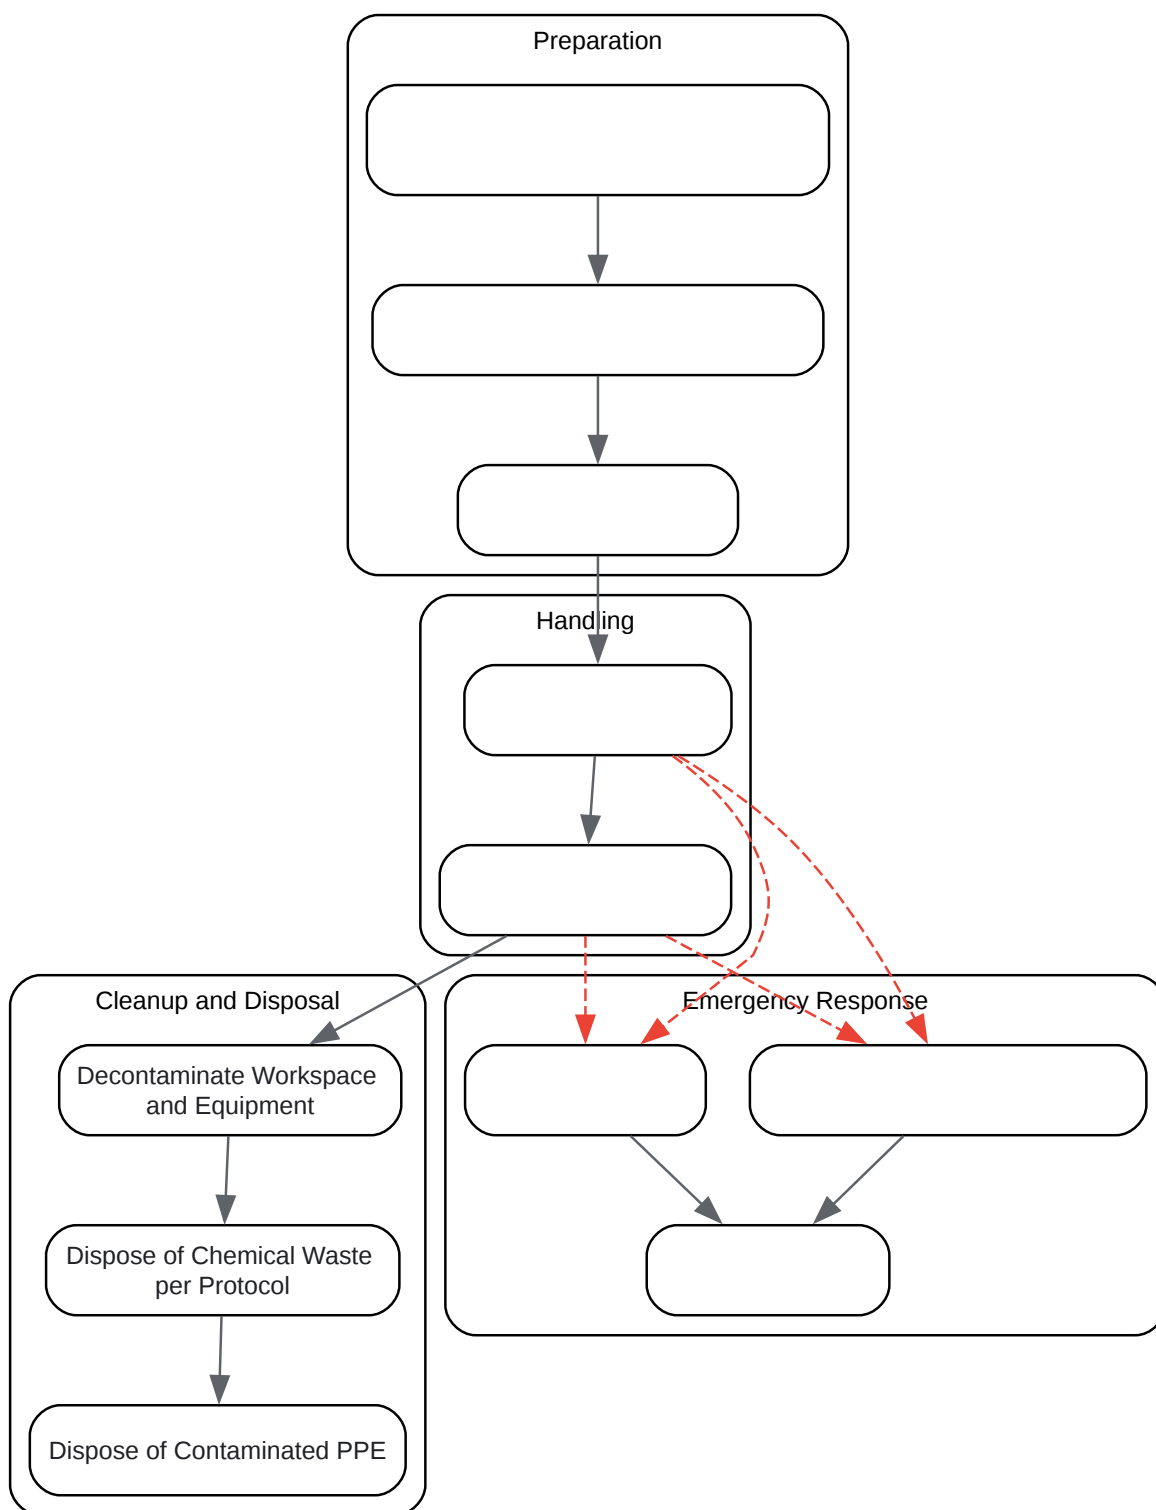 Preparation
Handling
Cleanup and Disposal
Emergency Response
Decontaminate Workspace
and Equipment
Dispose of Chemical Waste
per Protocol
Dispose of Contaminated PPE